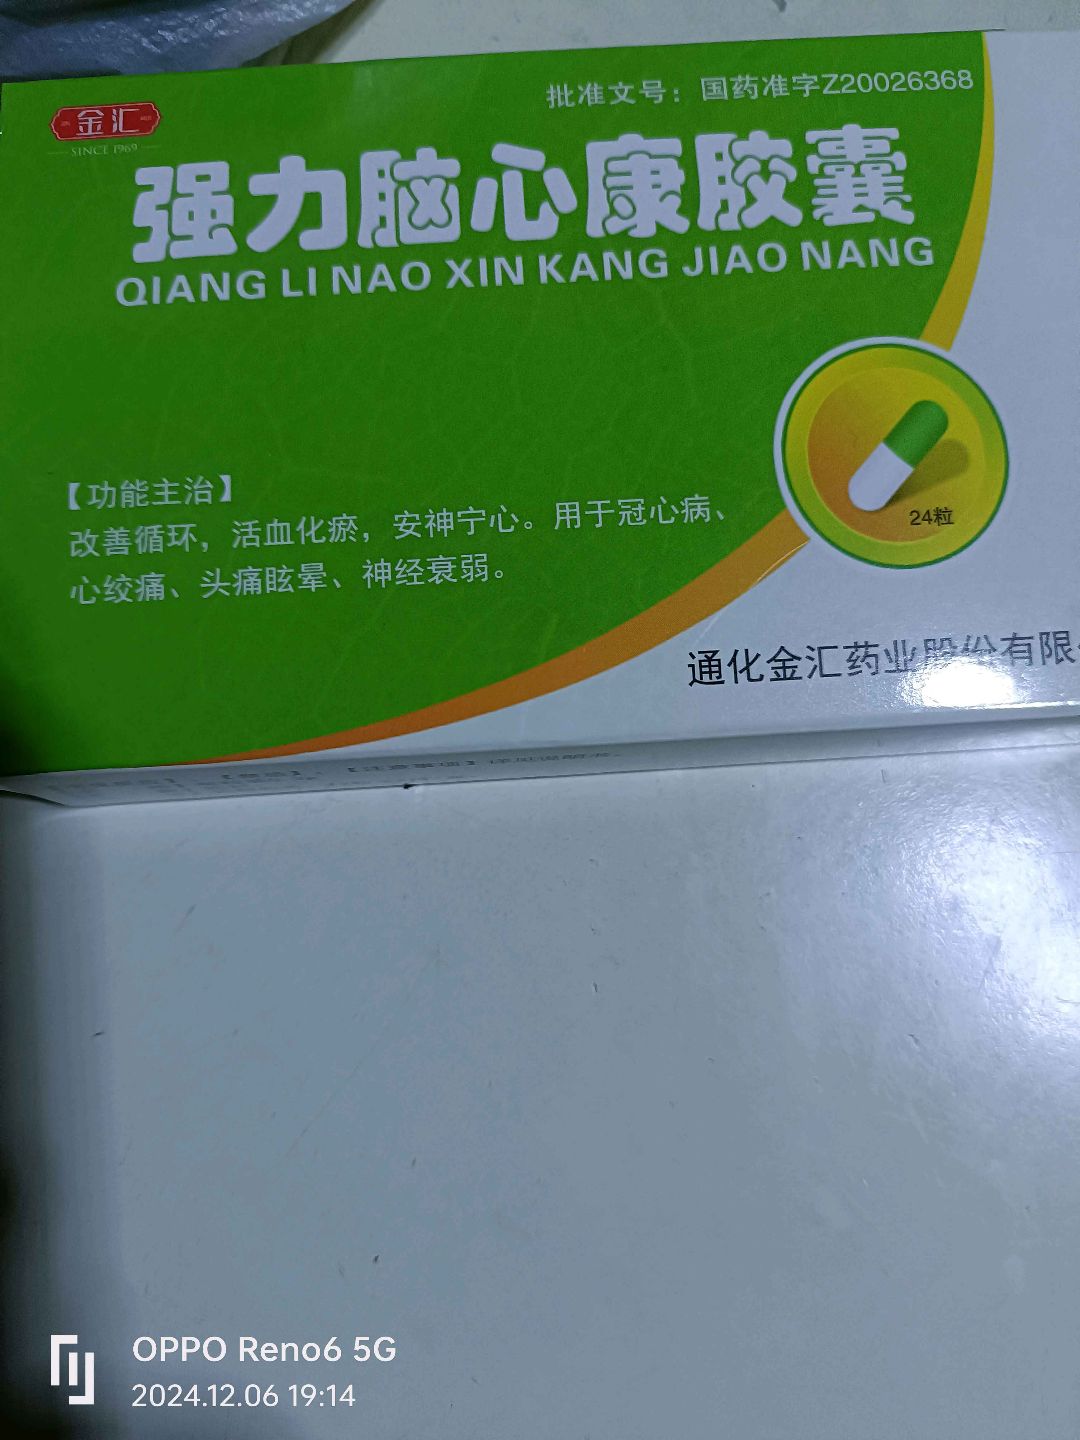 批准文号：国药准字Z20026368
金汇
SINCE 1969
强力脑心康胶囊
QIANG LI NAO XIN KANG JIAO NANG
【功能主治】
改善循环，活血化瘀，安神宁心。用于冠心病、
心绞痛、头痛眩晕、神经衰弱。
24粒
通化金汇药业股份有限
OPPO Reno6 5G
2024.12.06 19:14